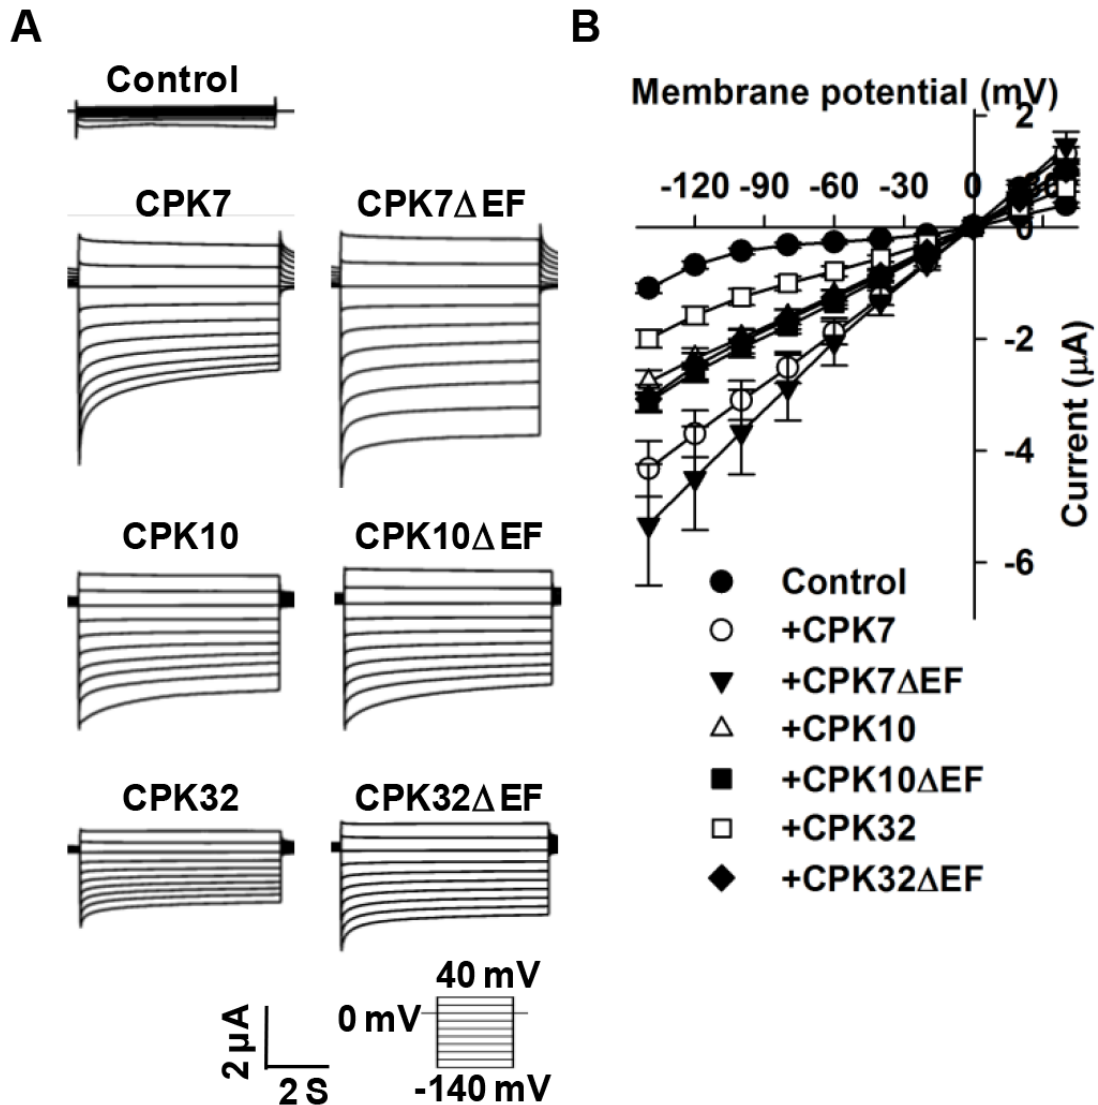 A
Control
CPK7
CPK7ΔEF
CPK10
CPK10ΔEF
CPK32
CPK32ΔEF
2 μA
2 S
40 mV
0 mV
-140 mV
B
Membrane potential (mV)
2
-120 -90 -60 -30 0
0
-2
-4
-6
Current (μA)
Control
+CPK7
+CPK7ΔEF
+CPK10
+CPK10ΔEF
+CPK32
+CPK32ΔEF